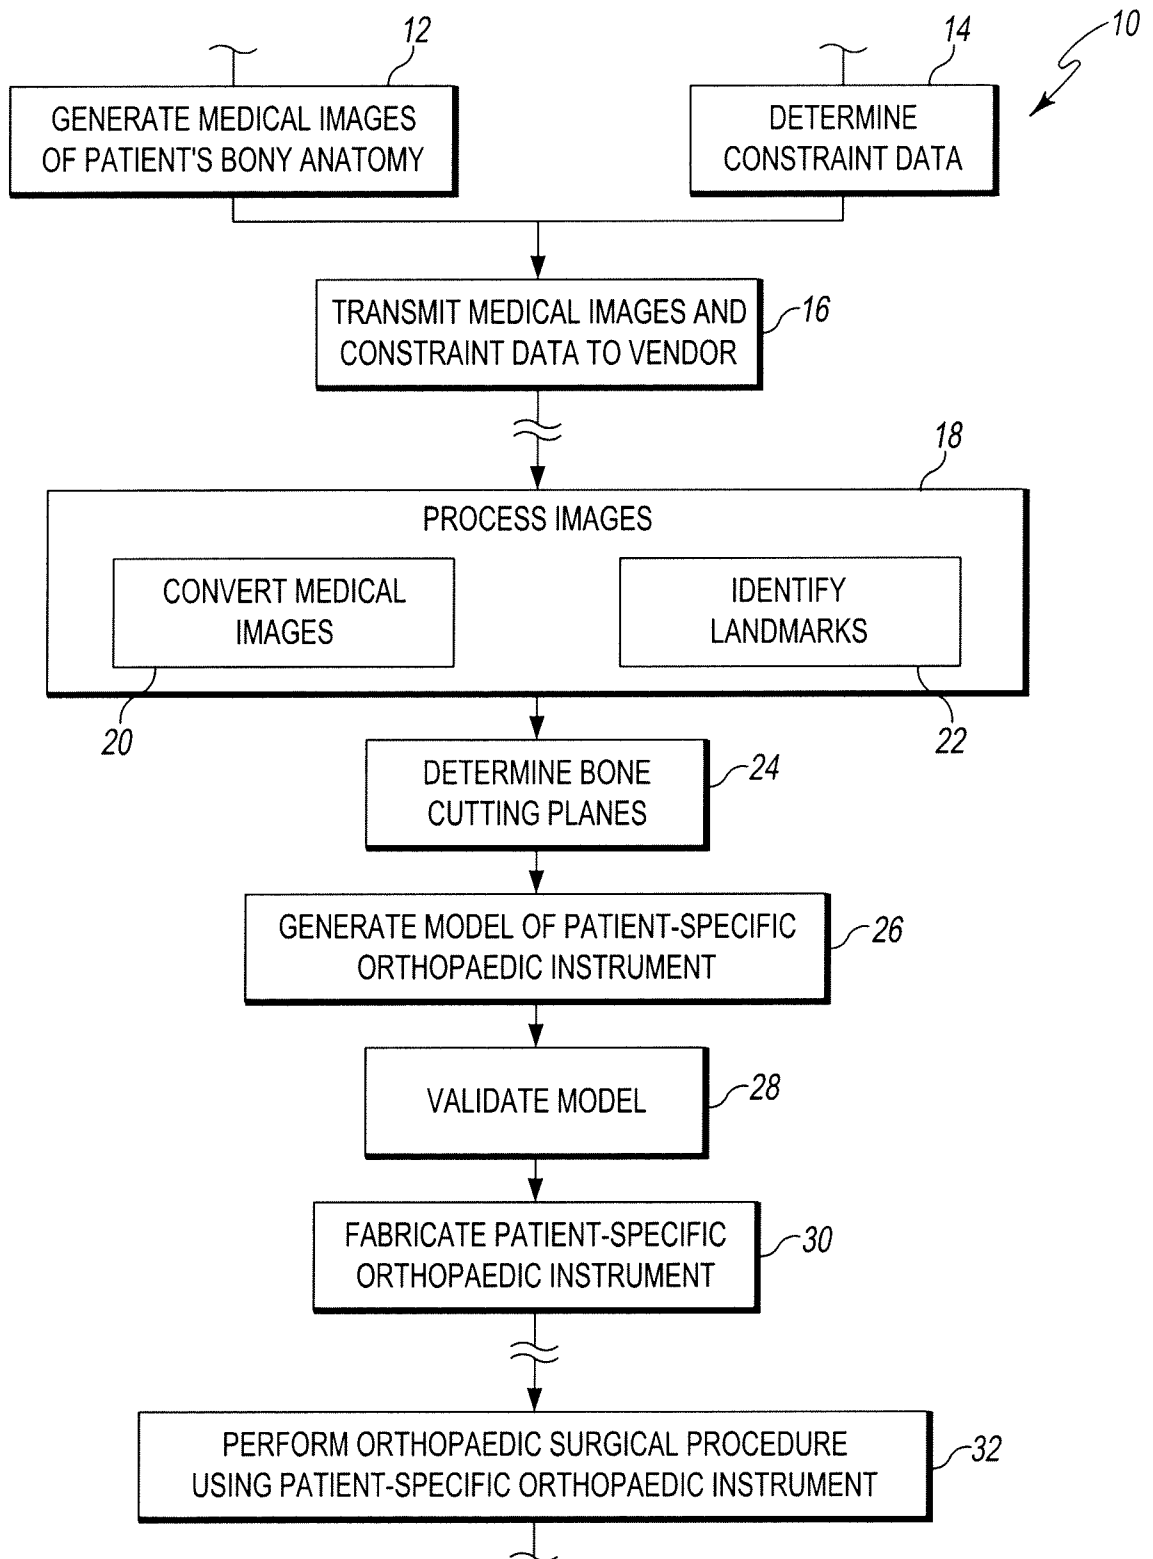 12
14
10
GENERATE MEDICAL IMAGES
OF PATIENT'S BONY ANATOMY
DETERMINE
CONSTRAINT DATA
TRANSMIT MEDICAL IMAGES AND
CONSTRAINT DATA TO VENDOR
16
18
PROCESS IMAGES
CONVERT MEDICAL
IMAGES
IDENTIFY
LANDMARKS
20
22
DETERMINE BONE
CUTTING PLANES
24
GENERATE MODEL OF PATIENT-SPECIFIC
ORTHOPAEDIC INSTRUMENT
26
VALIDATE MODEL
28
FABRICATE PATIENT-SPECIFIC
ORTHOPAEDIC INSTRUMENT
30
PERFORM ORTHOPAEDIC SURGICAL PROCEDURE
USING PATIENT-SPECIFIC ORTHOPAEDIC INSTRUMENT
32